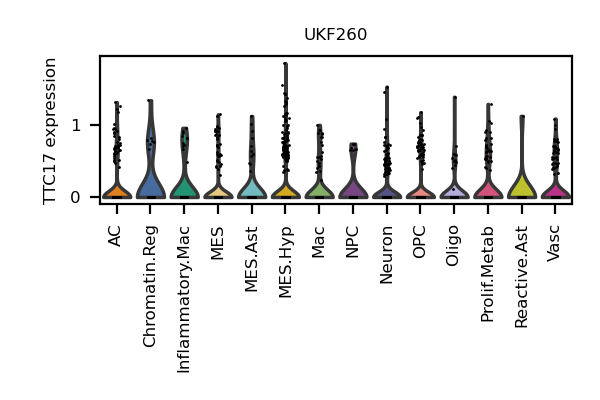 UKF260
TTC17 expression
1
0
AC
Chromatin.Reg
Inflammatory.Mac
MES
MES.Ast
MES.Hyp
Mac
NPC
Neuron
OPC
Oligo
Prolif.Metab
Reactive.Ast
Vasc